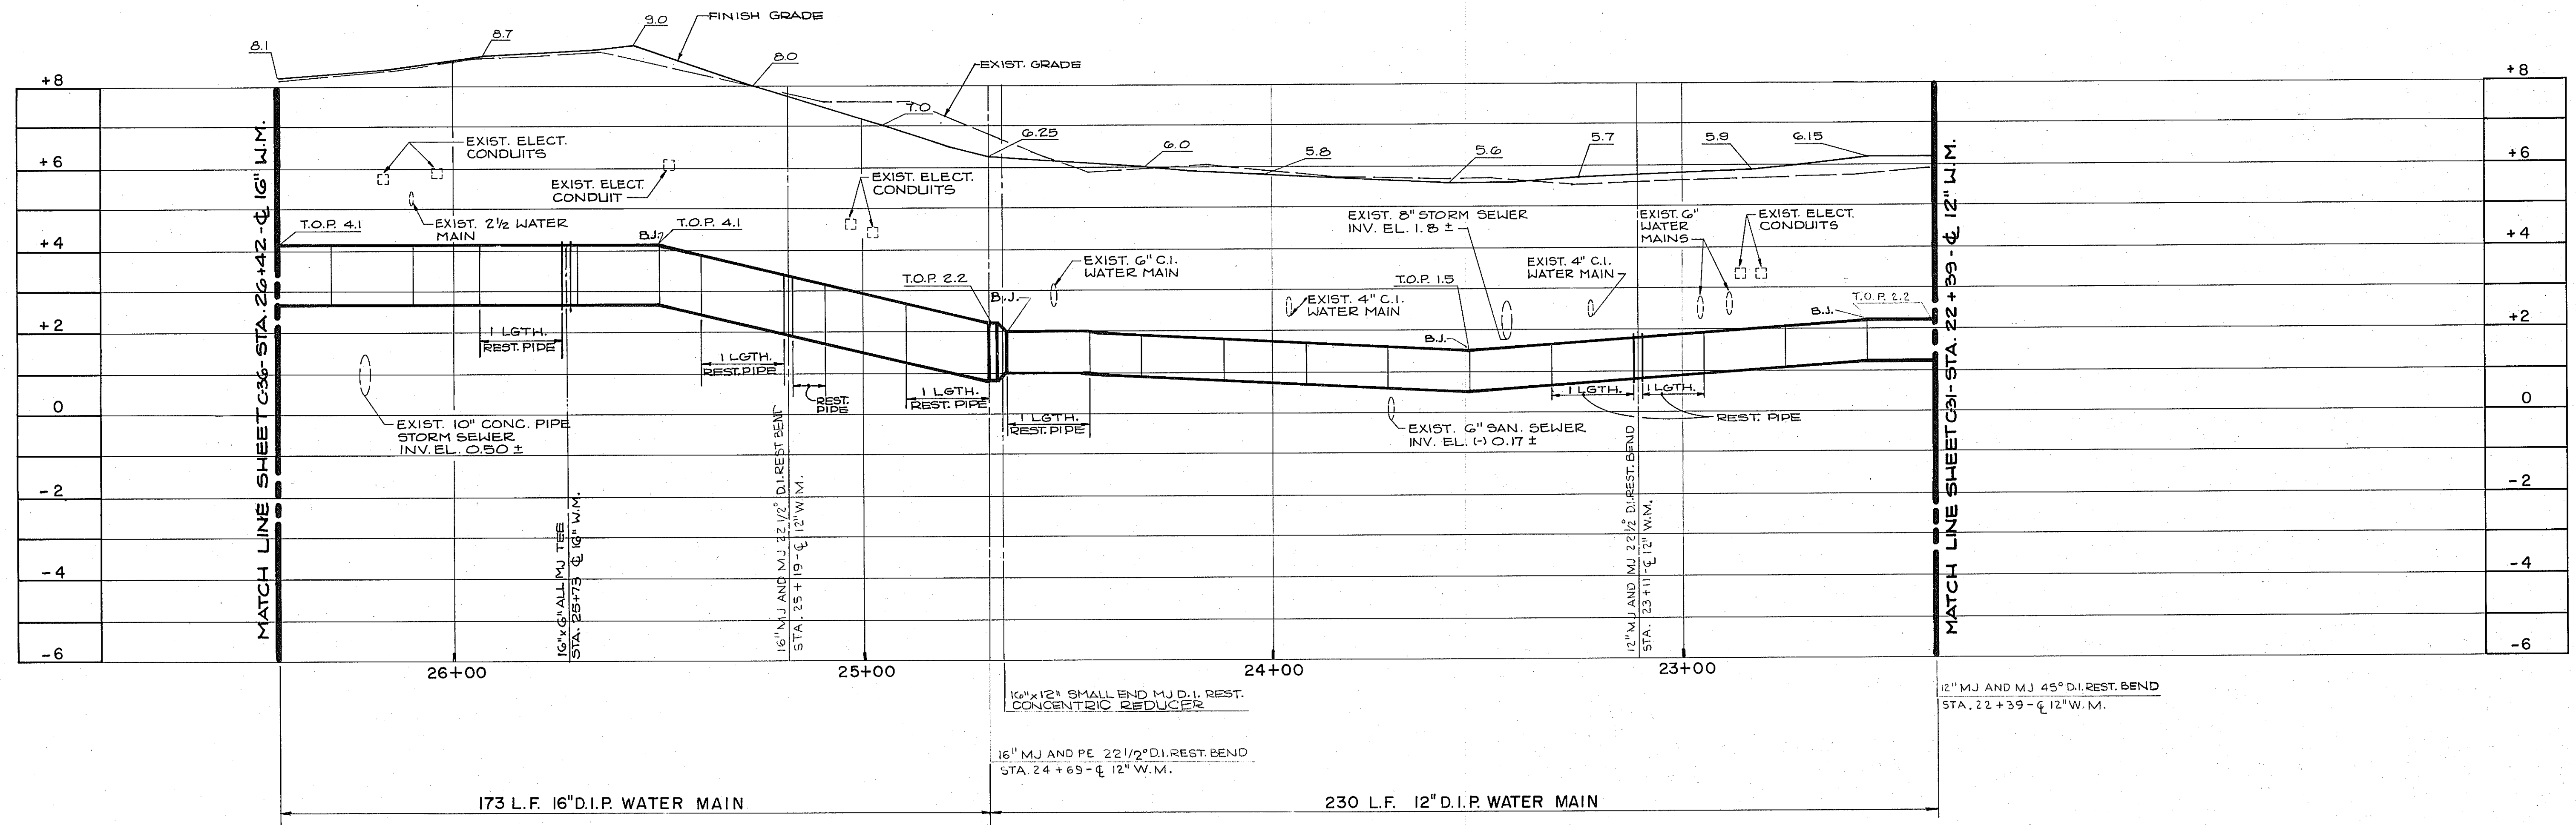 FINISH GRADE
9.0
8.7
8.1
8.0
EXIST. GRADE
7.0
6.25
6.0
5.8
5.6
5.7
5.9
6.15
+8
+6
+4
+2
0
-2
-4
-6
+8
+6
+4
+2
0
-2
-4
-6
MATCH LINE SHEET C36-STA. 26+42-℄ 16" W.M.
EXIST. ELECT.
CONDUITS
EXIST. ELECT.
CONDUIT
EXIST. 2½ WATER
MAIN
T.O.P. 4.1
B.J.
T.O.P. 4.1
EXIST. ELECT.
CONDUITS
1 LGTH.
REST. PIPE
1 LGTH.
REST. PIPE
REST.
PIPE
1 LGTH.
REST. PIPE
EXIST. 10" CONC. PIPE
STORM SEWER
INV. EL. 0.50 ±
T.O.P. 2.2
B.J.
EXIST. 6" C.I.
WATER MAIN
EXIST. 4" C.I.
WATER MAIN
1 LGTH.
REST. PIPE
EXIST. 8" STORM SEWER
INV. EL. 1.8 ±
T.O.P. 1.5
B.J.
EXIST. 4" C.I.
WATER MAIN
EXIST. 6"
WATER
MAINS
EXIST. ELECT.
CONDUITS
B.J.
T.O.P. 2.2
1 LGTH.
1 LGTH.
REST. PIPE
EXIST. 6" SAN. SEWER
INV. EL. (-) 0.17 ±
16"x6" ALL MJ TEE
STA. 25+73 ℄ 16" W.M.
16" MJ AND MJ 22 1/2° D.I. REST BEND
STA. 25+19-℄ 12" W.M.
12" MJ AND MJ 22 1/2° D.I. REST. BEND
STA. 23+11-℄ 12" W.M.
MATCH LINE SHEET C31-STA. 22+39-℄ 12" W.M.
26+00
25+00
24+00
23+00
16"x12" SMALL END MJ D.I. REST.
CONCENTRIC REDUCER
16" MJ AND PE 22 1/2° D.I. REST. BEND
STA. 24+69-℄ 12" W.M.
12" MJ AND MJ 45° D.I. REST. BEND
STA. 22+39-℄ 12" W.M.
173 L.F. 16" D.I.P. WATER MAIN
230 L.F. 12" D.I.P. WATER MAIN